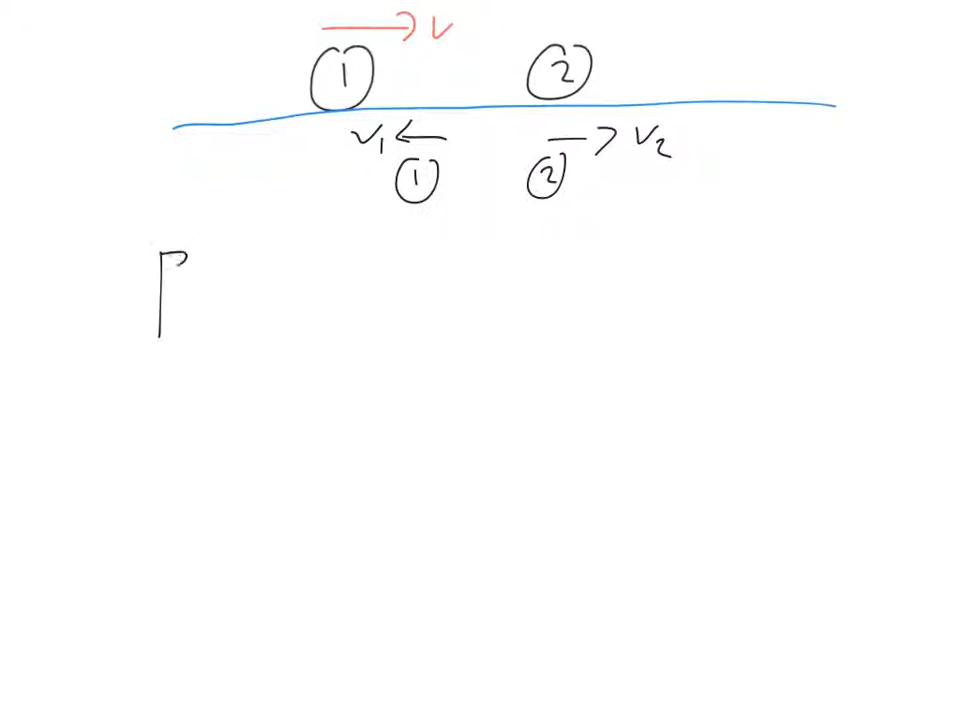 v
① ②
v₁ v₂
① ②
P